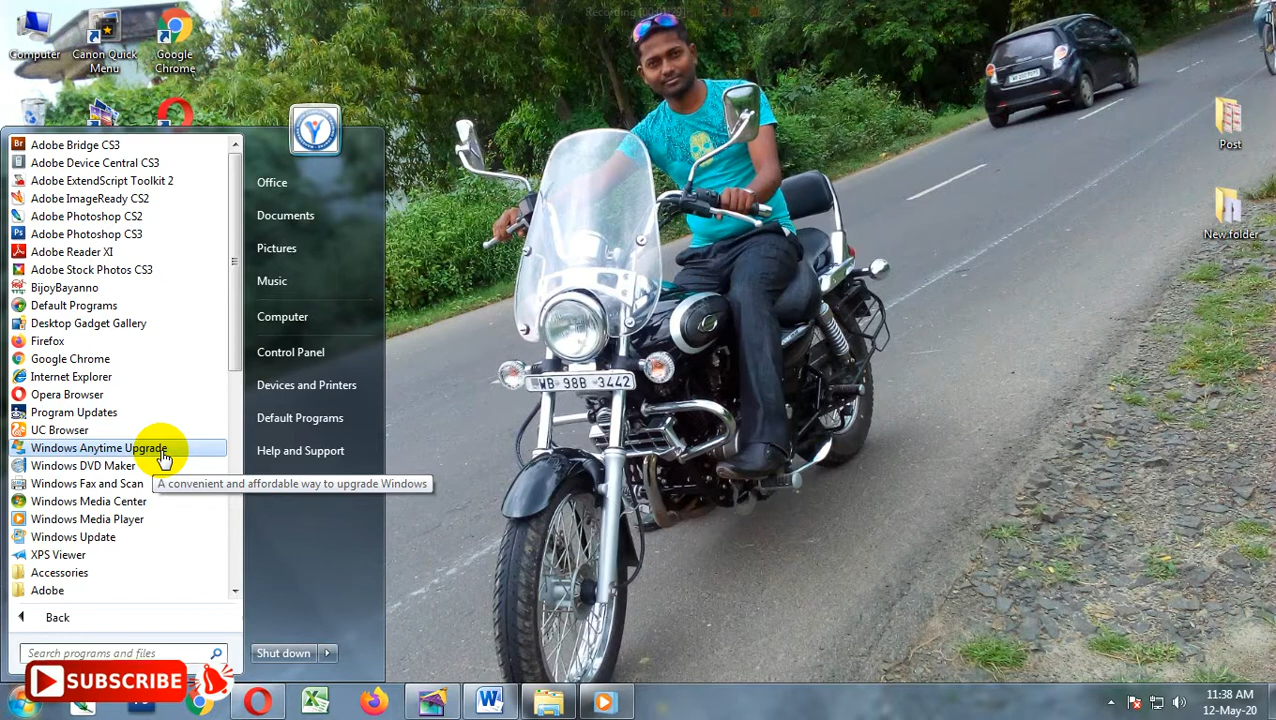 Computer
Canon Quick
Menu
Google
Chrome
Post
New folder
Adobe Bridge CS3
Adobe Device Central CS3
Adobe ExtendScript Toolkit 2
Adobe ImageReady CS2
Adobe Photoshop CS2
Adobe Photoshop CS3
Adobe Reader XI
Adobe Stock Photos CS3
BijoyBayanno
Default Programs
Desktop Gadget Gallery
Firefox
Google Chrome
Internet Explorer
Opera Browser
Program Updates
UC Browser
Windows Anytime Upgrade
Windows DVD Maker
Windows Fax and Scan
Windows Media Center
Windows Media Player
Windows Update
XPS Viewer
Accessories
Adobe
Back
Search programs and files
Office
Documents
Pictures
Music
Computer
Control Panel
Devices and Printers
Default Programs
Help and Support
Shut down
A convenient and affordable way to upgrade Windows
WB 98B 3442
SUBSCRIBE
11:38 AM
12-May-20